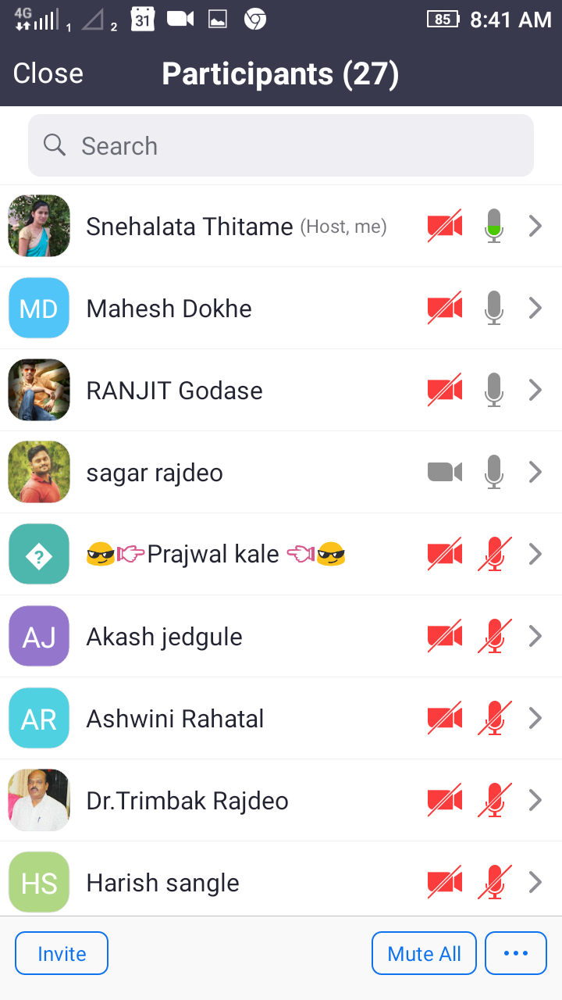 4G 1 2 31 85 8:41 AM
Close Participants (27)
Search
Snehalata Thitame (Host, me)
MD Mahesh Dokhe
RANJIT Godase
sagar rajdeo
? 😎👉Prajwal kale 👈😎
AJ Akash jedgule
AR Ashwini Rahatal
Dr.Trimbak Rajdeo
HS Harish sangle
Invite Mute All ...